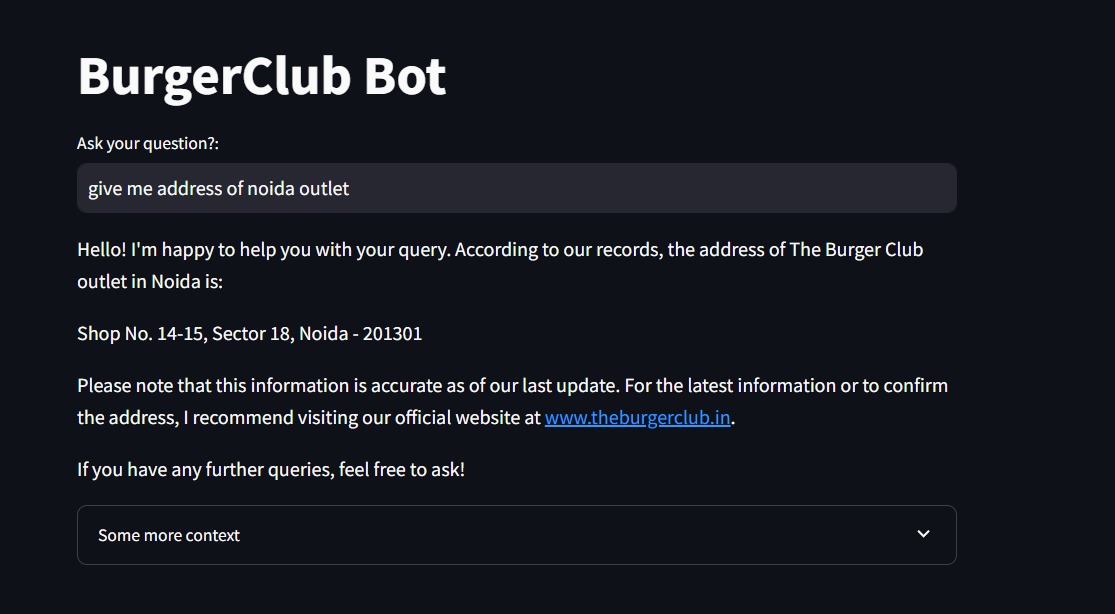 BurgerClub Bot
Ask your question?:
give me address of noida outlet
Hello! I'm happy to help you with your query. According to our records, the address of The Burger Club
outlet in Noida is:
Shop No. 14-15, Sector 18, Noida - 201301
Please note that this information is accurate as of our last update. For the latest information or to confirm
the address, I recommend visiting our official website at www.theburgerclub.in.
If you have any further queries, feel free to ask!
Some more context